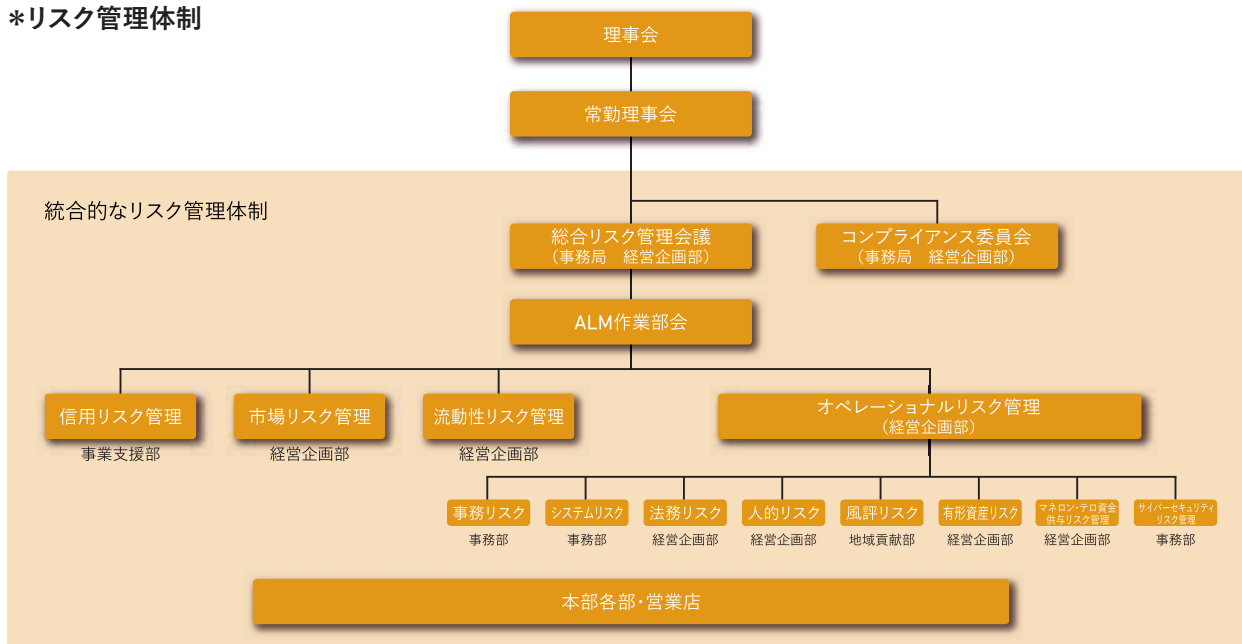 *リスク管理体制
理事会
常勤理事会
統合的なリスク管理体制
総合リスク管理会議
（事務局　経営企画部）
コンプライアンス委員会
（事務局　経営企画部）
ALM作業部会
信用リスク管理
事業支援部
市場リスク管理
経営企画部
流動性リスク管理
経営企画部
オペレーショナルリスク管理
（経営企画部）
事務リスク
事務部
システムリスク
事務部
法務リスク
経営企画部
人的リスク
経営企画部
風評リスク
地域貢献部
有形資産リスク
経営企画部
マネロン・テロ資金
供与リスク管理
経営企画部
サイバーセキュリティ
リスク管理
事務部
本部各部・営業店